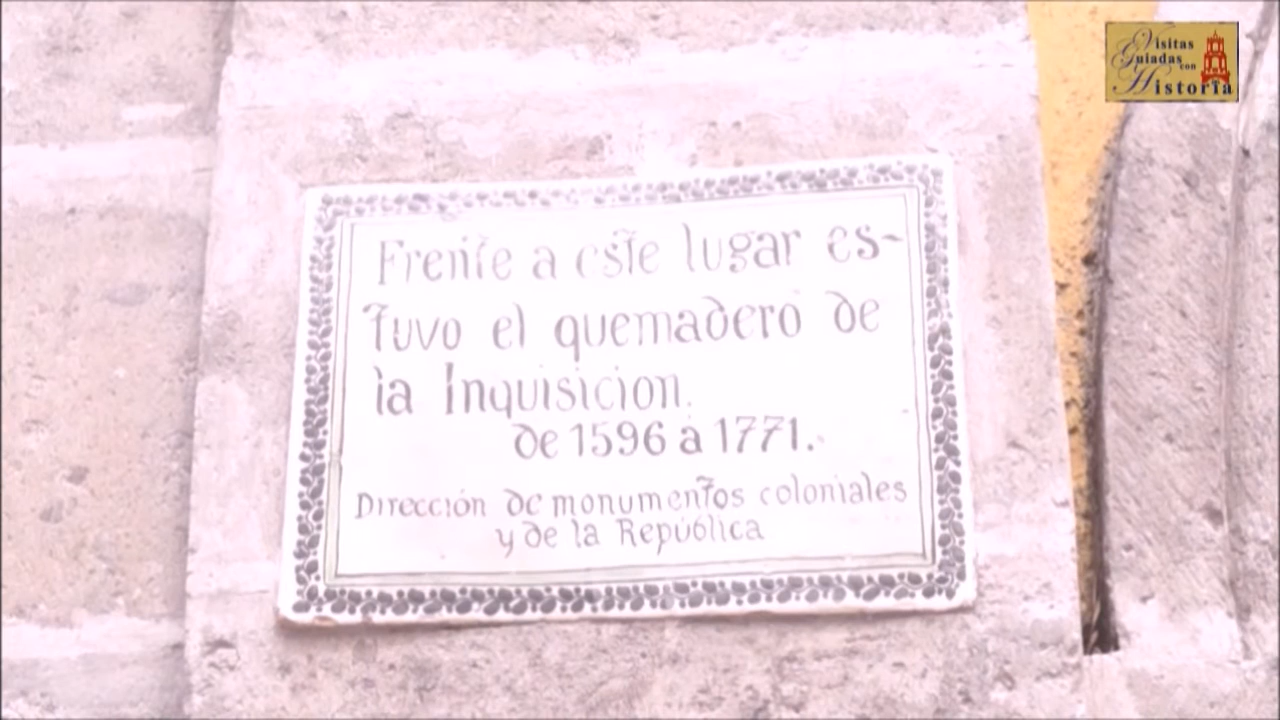 Visitas
Guiadas con
Historia
Frente a este lugar es-
tuvo el quemadero de
la Inquisicion.
de 1596 a 1771.
Dirección de monumentos coloniales
y de la República